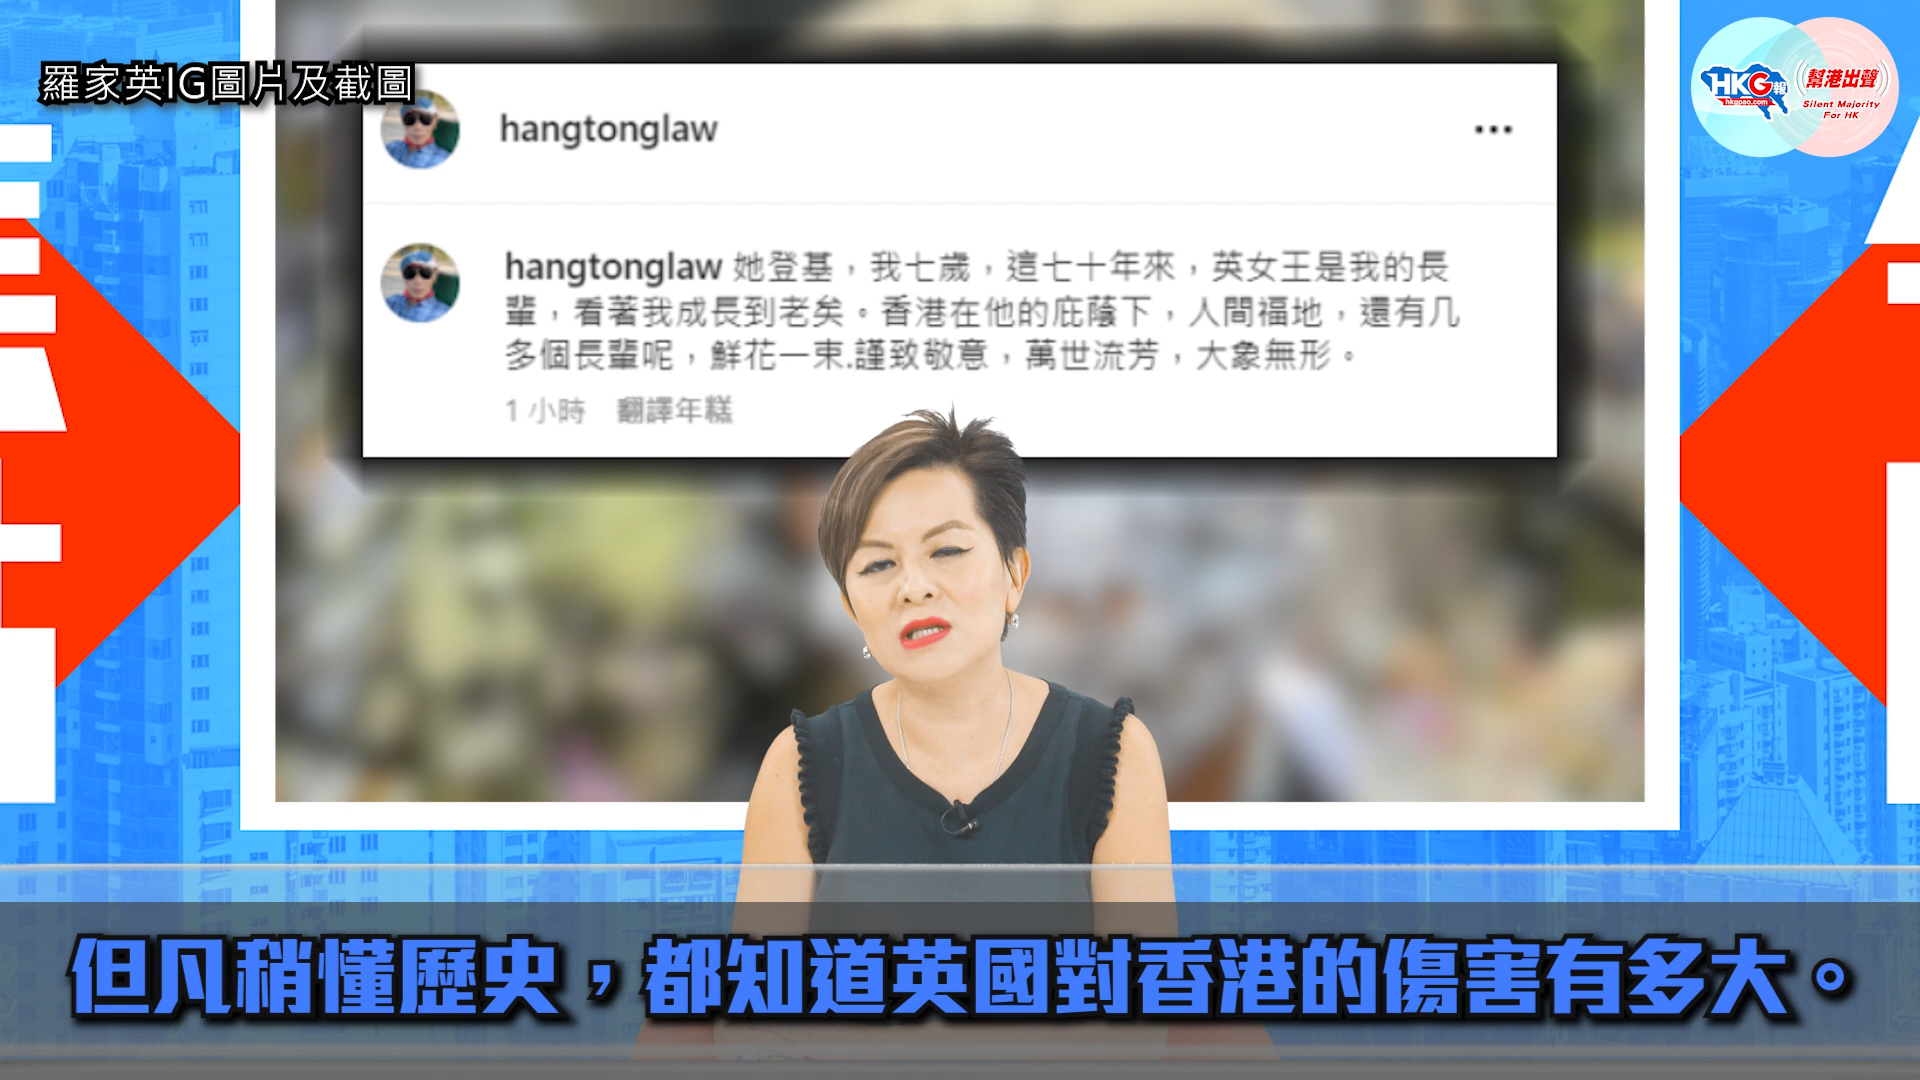 羅家英IG圖片及截圖
HKG報
hkgpao.com
幫港出聲
Silent Majority
For HK
hangtonglaw
hangtonglaw 她登基，我七歲，這七十年來，英女王是我的長
輩，看著我成長到老矣。香港在他的庇蔭下，人間福地，還有几
多個長輩呢，鮮花一束.謹致敬意，萬世流芳，大象無形。
1 小時 翻譯年糕
但凡稍懂歷史，都知道英國對香港的傷害有多大。